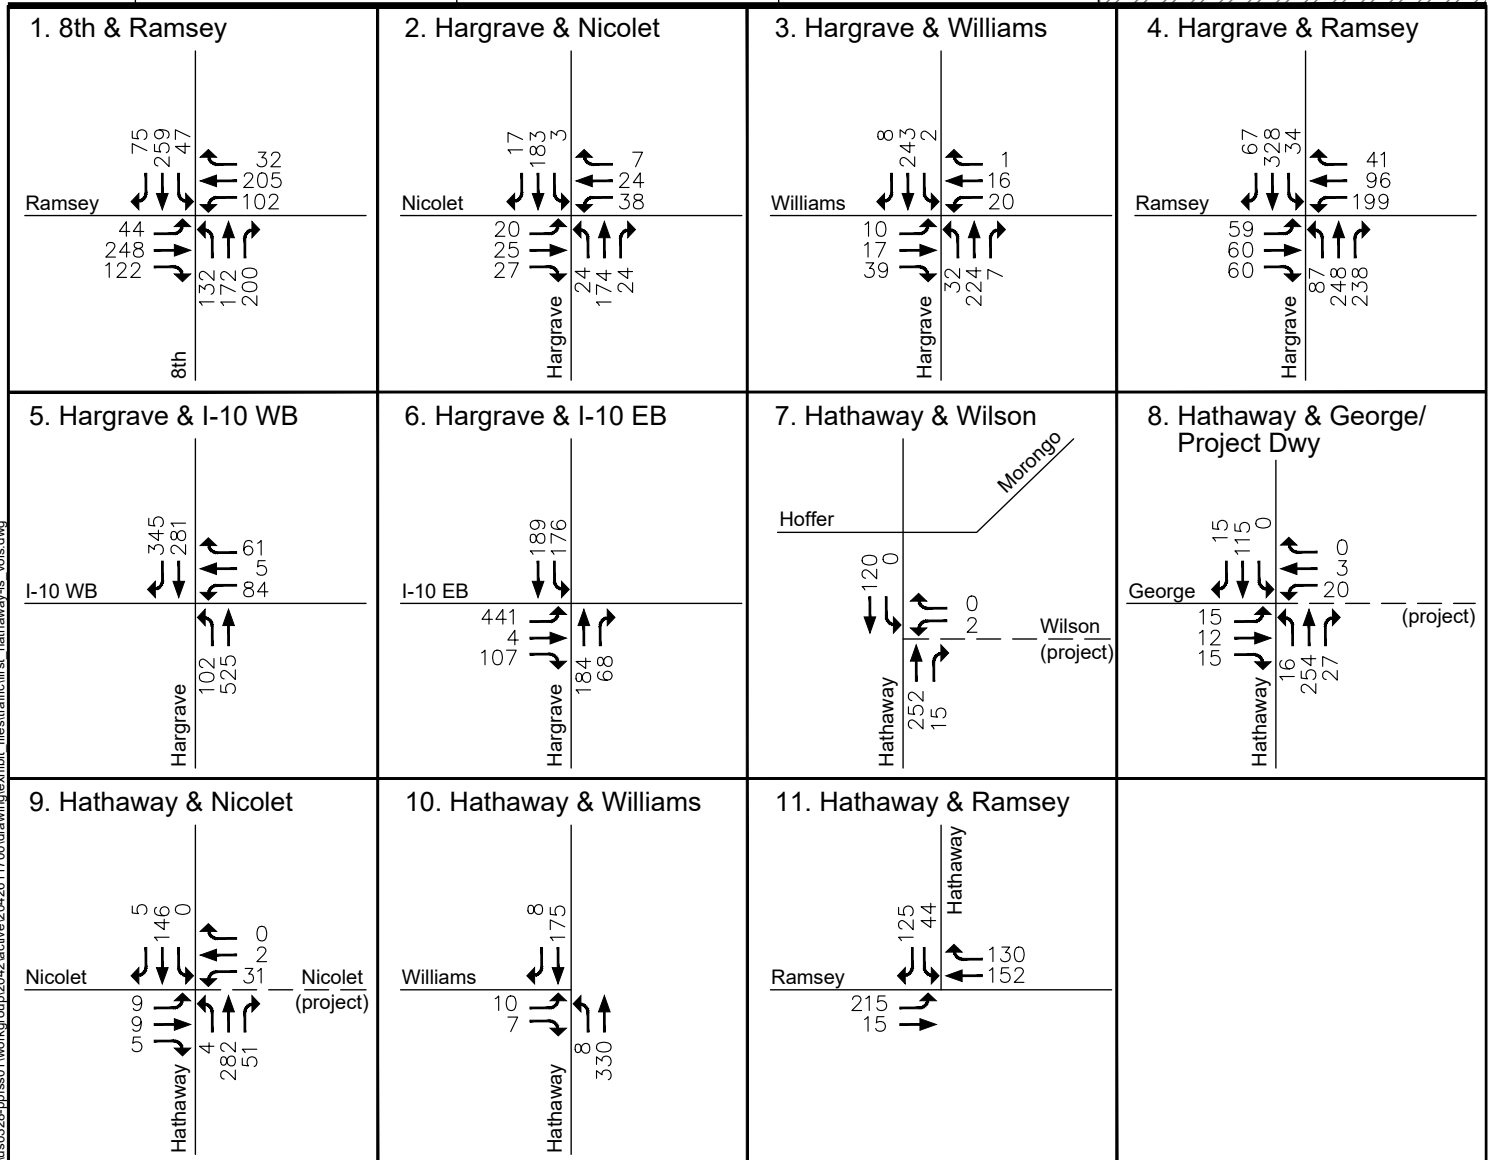 1. 8th & Ramsey
75 259 47
32
205
102
Ramsey
44
248
122
132 172 200
8th
2. Hargrave & Nicolet
17 183 3
7
24
38
Nicolet
20
25
27
24 174 24
Hargrave
3. Hargrave & Williams
8 243 2
1
16
20
Williams
10
17
39
32 224 7
Hargrave
4. Hargrave & Ramsey
67 328 34
41
96
199
Ramsey
59
60
60
87 248 238
Hargrave
5. Hargrave & I-10 WB
345 281
61
5
84
I-10 WB
102 525
Hargrave
6. Hargrave & I-10 EB
189 176
I-10 EB
441
4
107
184 68
Hargrave
7. Hathaway & Wilson
Morongo
Hoffer
120 0
0
2
Wilson
(project)
252 15
Hathaway
8. Hathaway & George/
Project Dwy
15 115 0
0
3
20
George
(project)
15
12
15
16 254 27
Hathaway
9. Hathaway & Nicolet
5 146 0
0
2
31
Nicolet
Nicolet
(project)
9
9
5
4 282 51
Hathaway
10. Hathaway & Williams
8 175
Williams
10
7
8 330
Hathaway
11. Hathaway & Ramsey
Hathaway
125 44
130
152
Ramsey
215
15